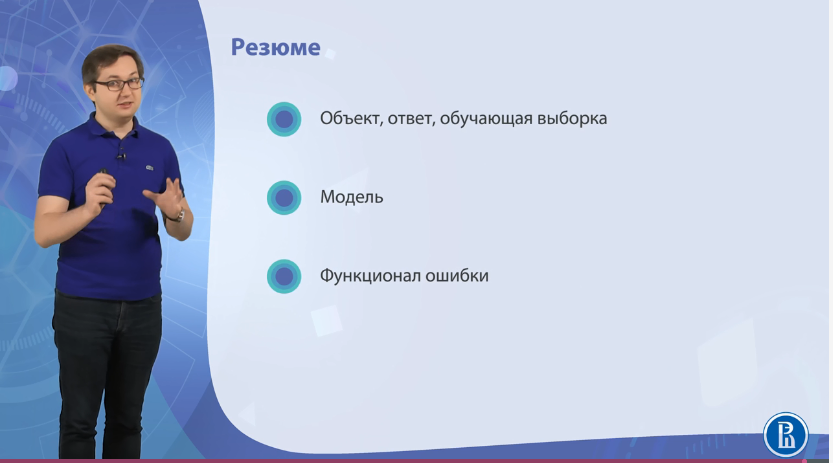 Резюме
Объект, ответ, обучающая выборка
Модель
Функционал ошибки